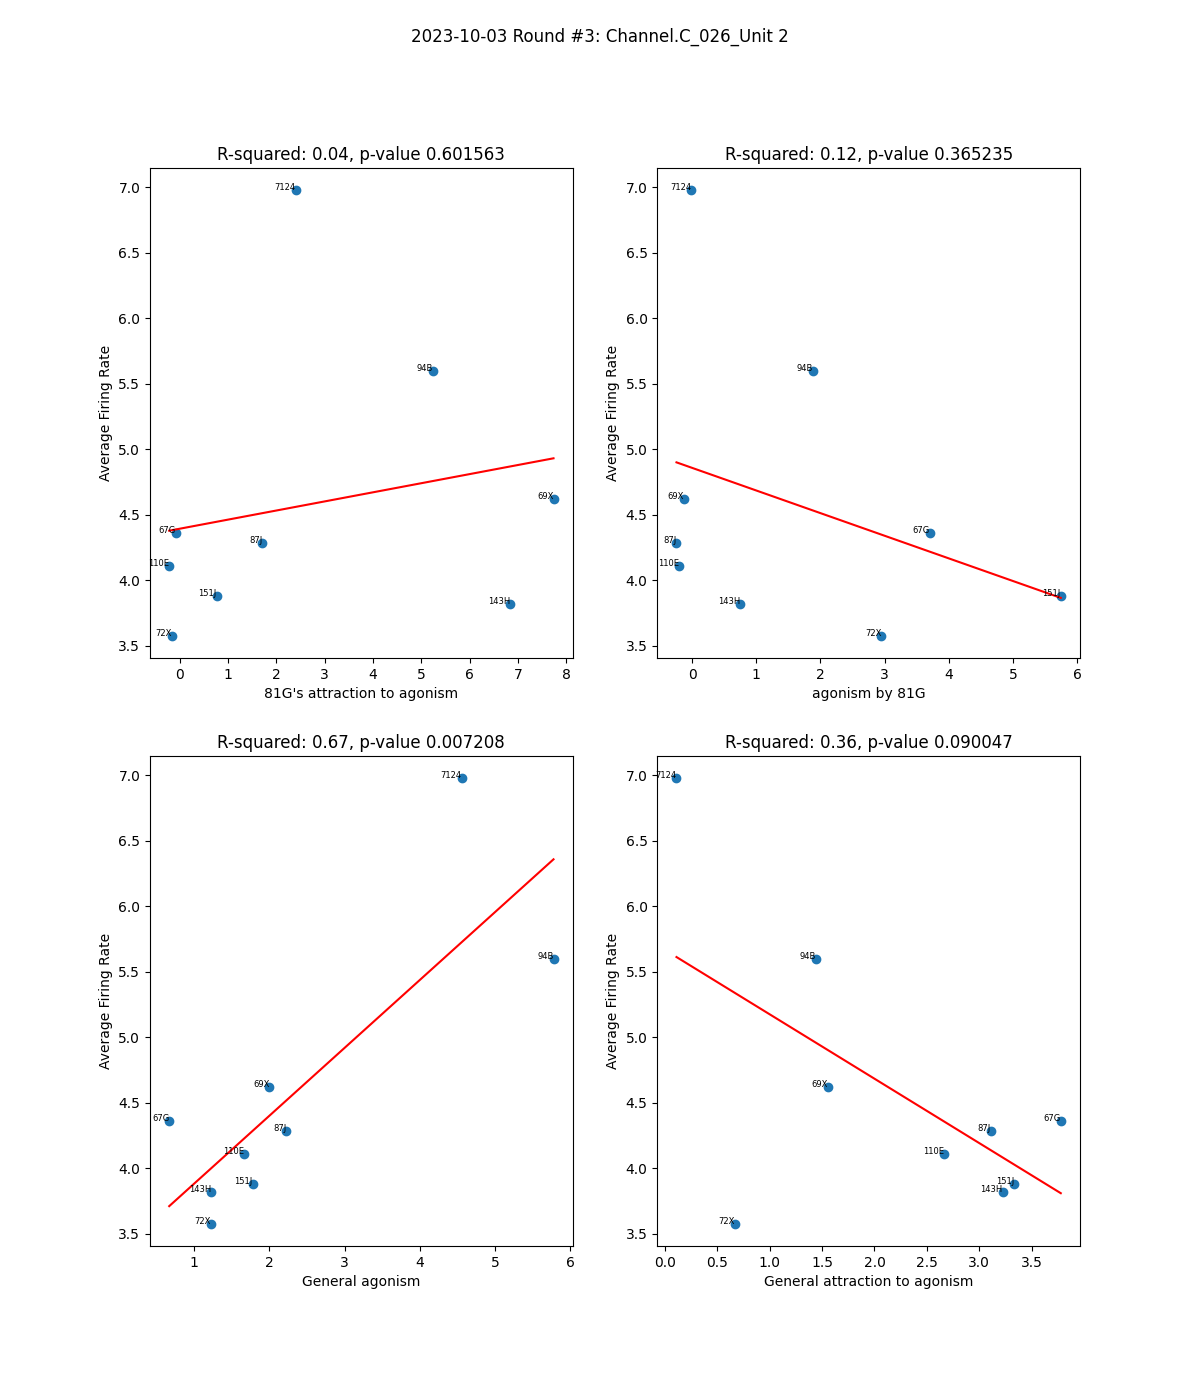 2023-10-03 Round #3: Channel.C_026_Unit 2
R-squared: 0.04, p-value 0.601563
7.0
6.5
6.0
5.5
5.0
4.5
4.0
3.5
Average Firing Rate
7124
94B
69X
67G
87J
110E
151J
143H
72X
0 1 2 3 4 5 6 7 8
81G's attraction to agonism
R-squared: 0.12, p-value 0.365235
7.0
6.5
6.0
5.5
5.0
4.5
4.0
3.5
Average Firing Rate
7124
94B
69X
67G
87J
110E
151J
143H
72X
0 1 2 3 4 5 6
agonism by 81G
R-squared: 0.67, p-value 0.007208
7.0
6.5
6.0
5.5
5.0
4.5
4.0
3.5
Average Firing Rate
7124
94B
69X
67G
87J
110E
151J
143H
72X
1 2 3 4 5 6
General agonism
R-squared: 0.36, p-value 0.090047
7.0
6.5
6.0
5.5
5.0
4.5
4.0
3.5
Average Firing Rate
7124
94B
69X
67G
87J
110E
151J
143H
72X
0.0 0.5 1.0 1.5 2.0 2.5 3.0 3.5
General attraction to agonism